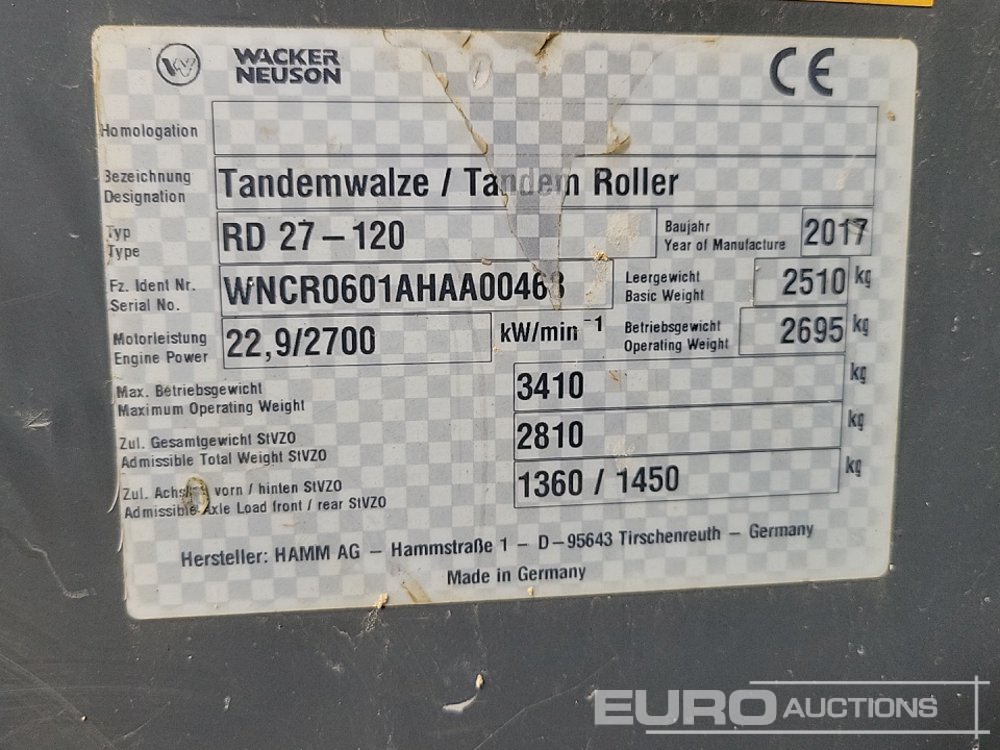 WACKER
NEUSON
CE
Homologation
Bezeichnung
Designation
Tandemwalze / Tandem Roller
Typ
Type
RD 27-120
Baujahr
Year of Manufacture
2017
Fz. Ident Nr.
Serial No.
WNCR0601AHAA00468
Leergewicht
Basic Weight
2510 kg
Motorleistung
Engine Power
22,9/2700 kW/min⁻¹
Betriebsgewicht
Operating Weight
2695 kg
Max. Betriebsgewicht
Maximum Operating Weight
3410 kg
Zul. Gesamtgewicht StVZO
Admissible Total Weight StVZO
2810 kg
Zul. Achslast vorn / hinten StVZO
Admissible Axle Load front / rear StVZO
1360 / 1450 kg
Hersteller: HAMM AG – Hammstraße 1 – D-95643 Tirschenreuth – Germany
Made in Germany
EURO AUCTIONS